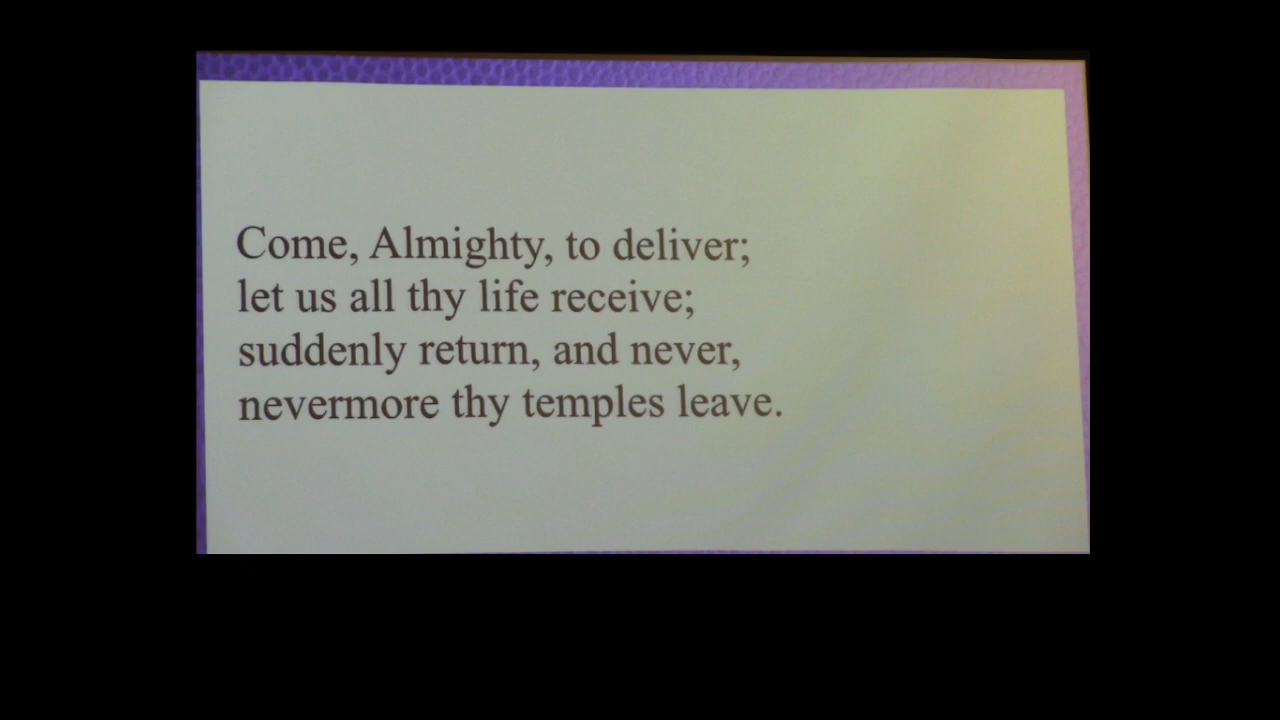 Come, Almighty, to deliver;
let us all thy life receive;
suddenly return, and never,
nevermore thy temples leave.